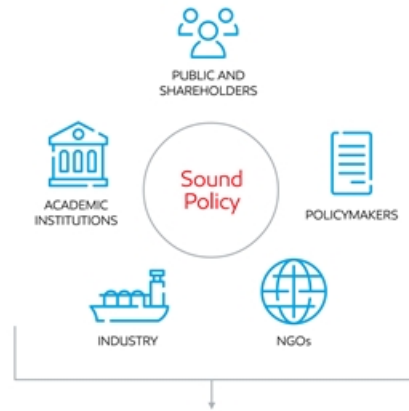 PUBLIC AND
SHAREHOLDERS
ACADEMIC
INSTITUTIONS
Sound
Policy
POLICYMAKERS
INDUSTRY
NGOs